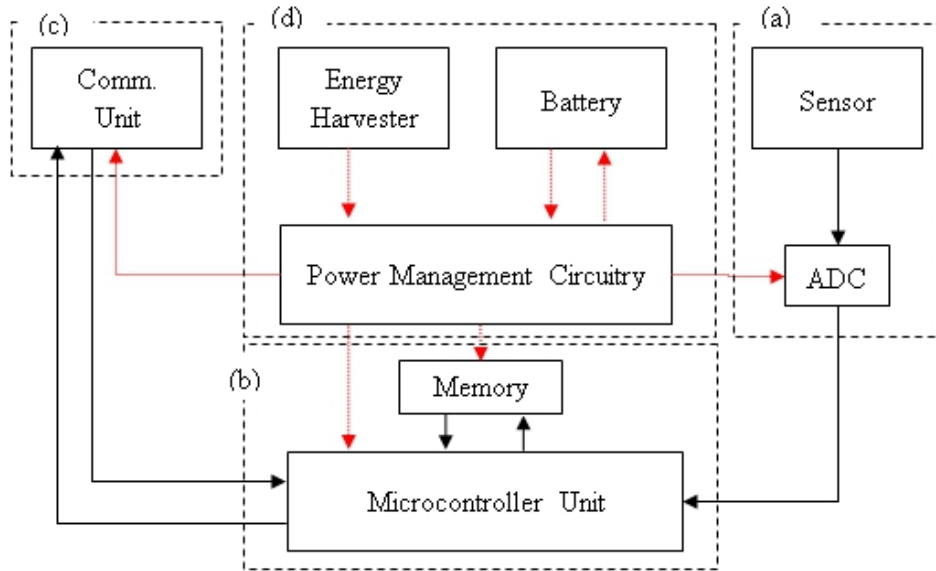 (c)
(d)
(a)
Comm.
Unit
Energy
Harvester
Battery
Sensor
Power Management Circuitry
ADC
(b)
Memory
Microcontroller Unit